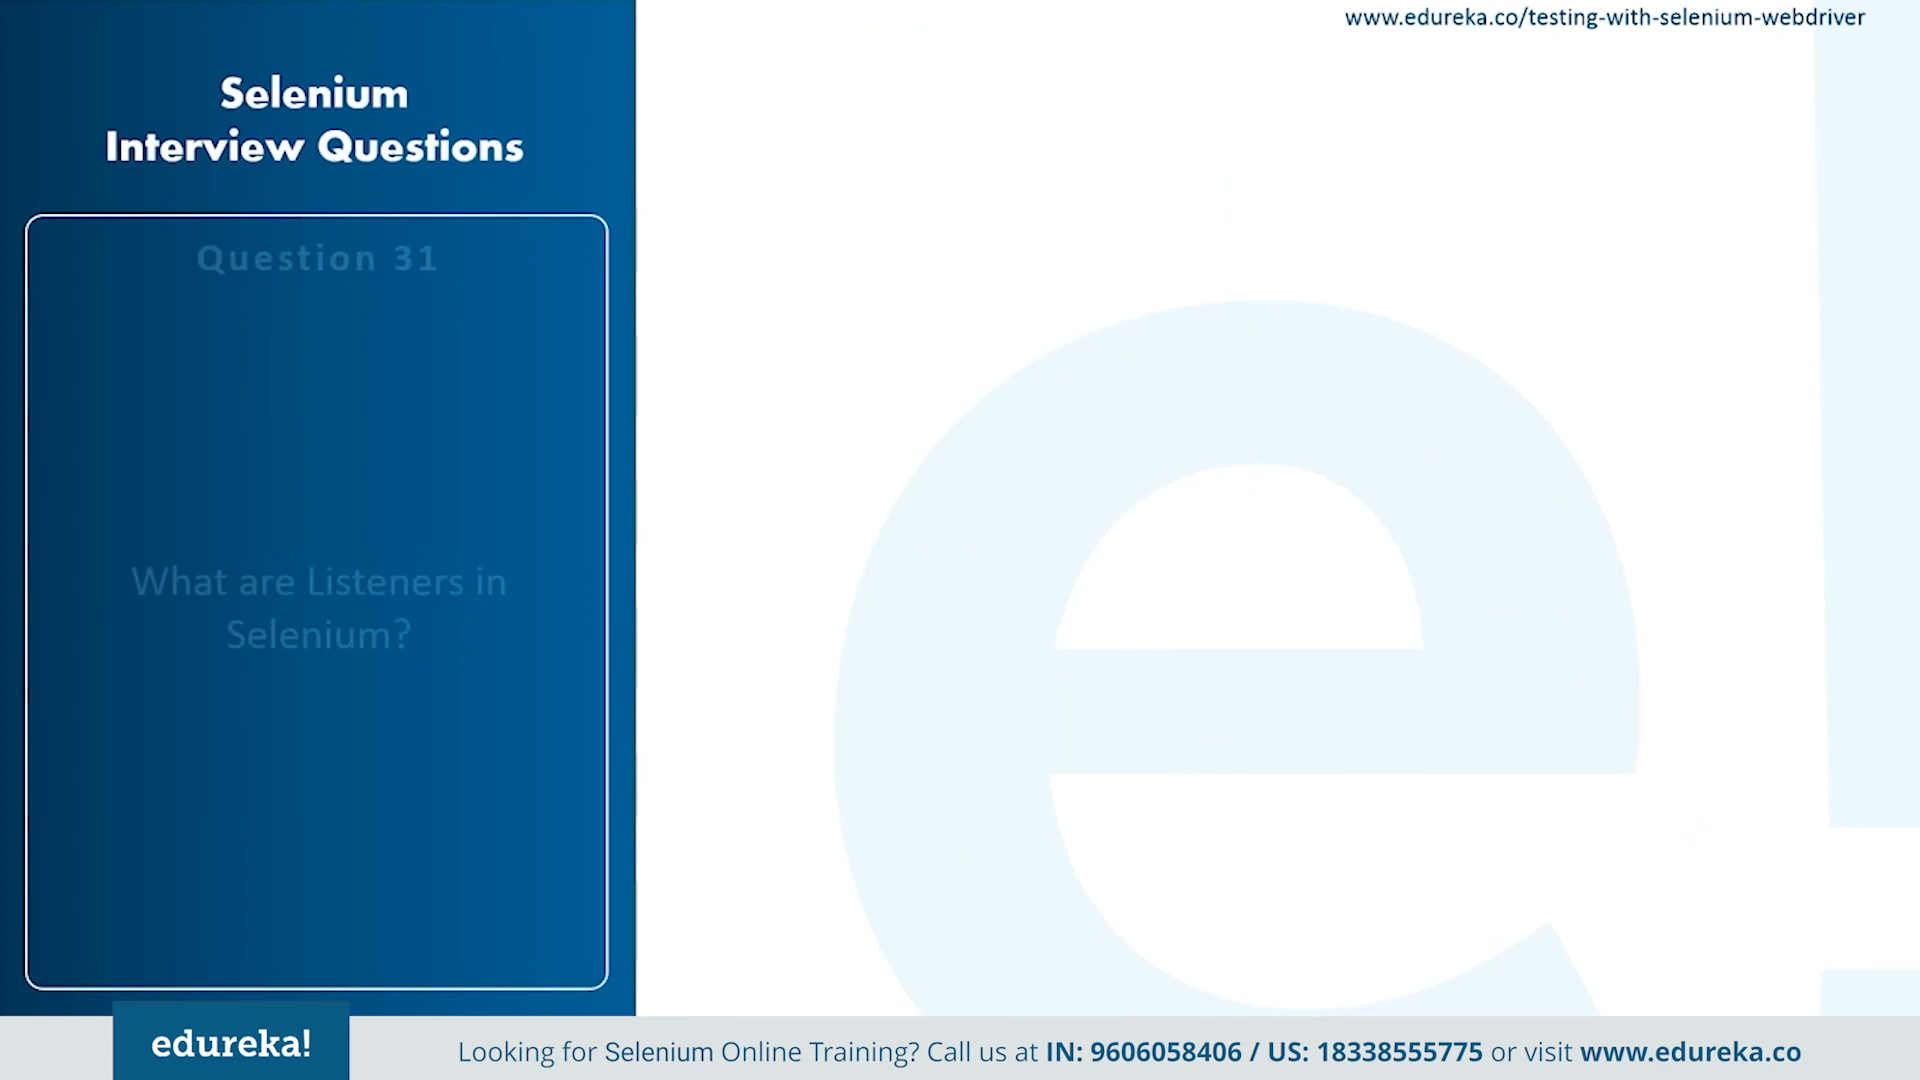 www.edureka.co/testing-with-selenium-webdriver
Selenium
Interview Questions
Question 31
What are Listeners in
Selenium?
edureka!
Looking for Selenium Online Training? Call us at IN: 9606058406 / US: 18338555775 or visit www.edureka.co